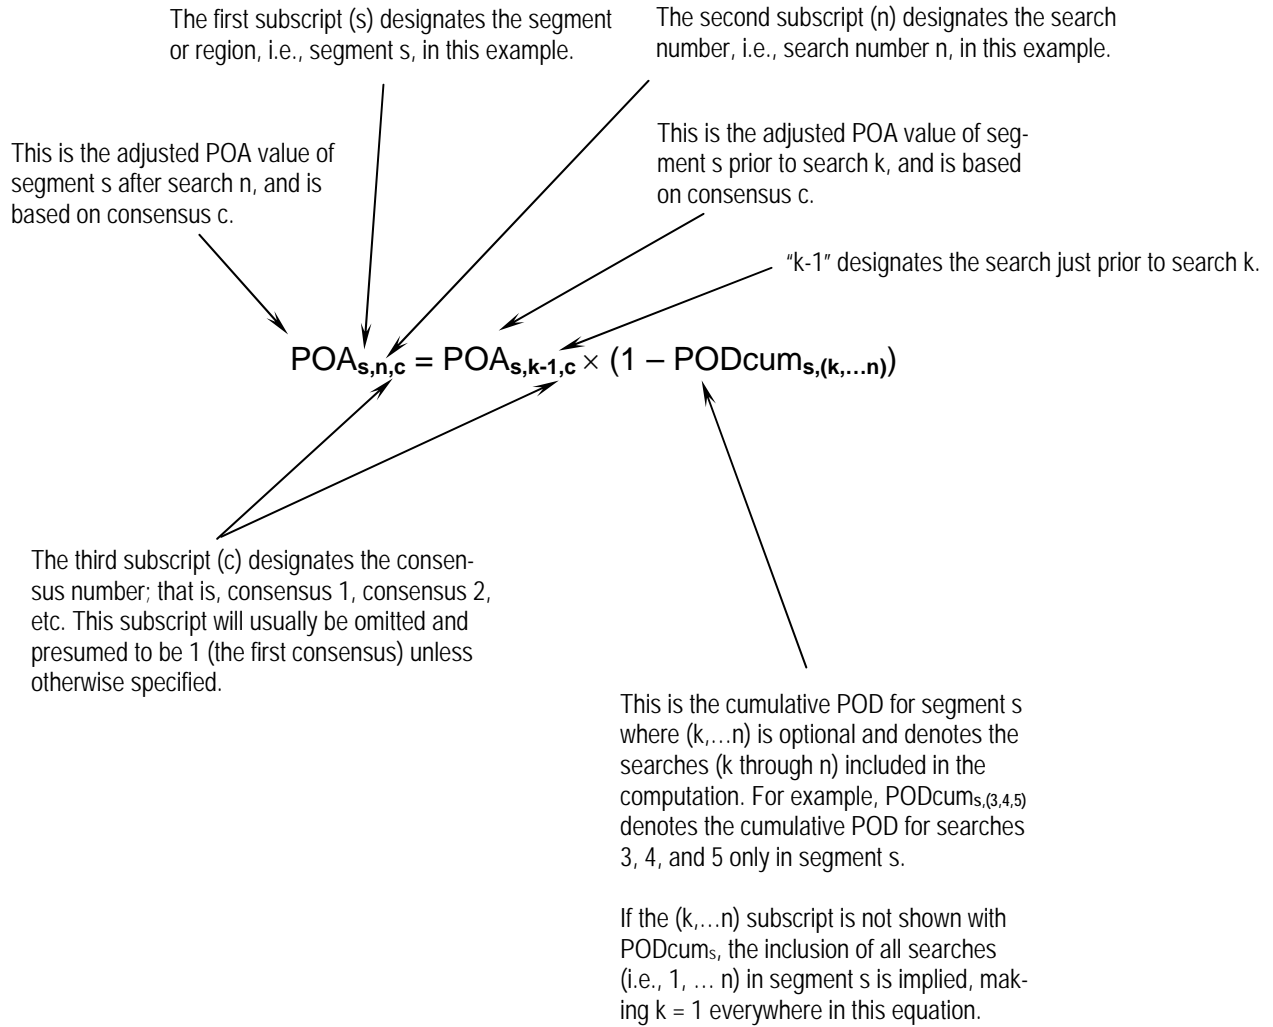 The first subscript (s) designates the segment
or region, i.e., segment s, in this example.
The second subscript (n) designates the search
number, i.e., search number n, in this example.
This is the adjusted POA value of
segment s after search n, and is
based on consensus c.
This is the adjusted POA value of seg-
ment s prior to search k, and is based
on consensus c.
“k-1” designates the search just prior to search k.
POAs,n,c = POAs,k-1,c × (1 – PODcums,(k,…n))
The third subscript (c) designates the consen-
sus number; that is, consensus 1, consensus 2,
etc. This subscript will usually be omitted and
presumed to be 1 (the first consensus) unless
otherwise specified.
This is the cumulative POD for segment s
where (k,…n) is optional and denotes the
searches (k through n) included in the
computation. For example, PODcums,(3,4,5)
denotes the cumulative POD for searches
3, 4, and 5 only in segment s.
If the (k,…n) subscript is not shown with
PODcums, the inclusion of all searches
(i.e., 1, … n) in segment s is implied, mak-
ing k = 1 everywhere in this equation.